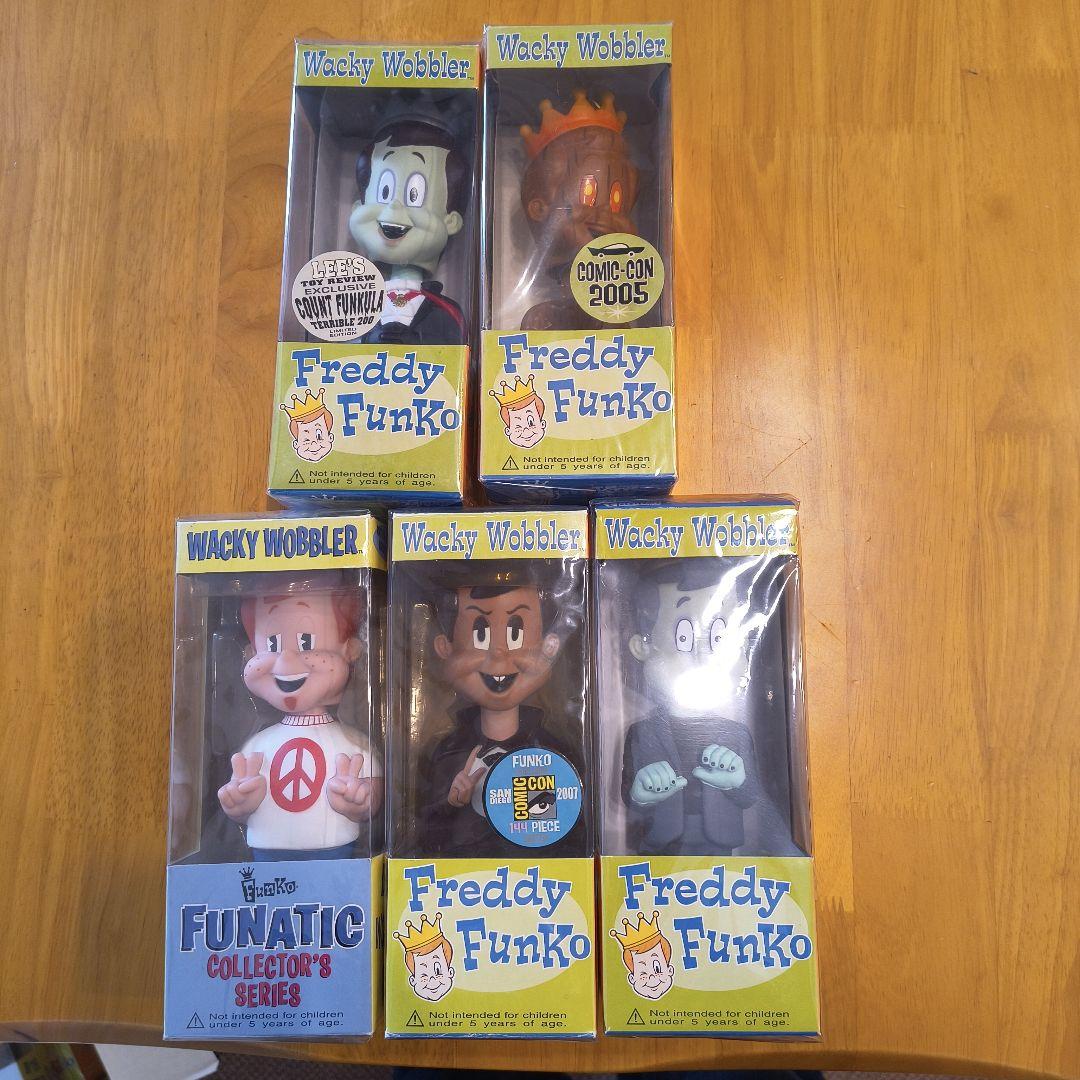 Wacky Wobbler™
LEE'S
TOY REVIEW
EXCLUSIVE
COUNT FUNKULA
TERRIBLE 200
LIMITED
EDITION
Freddy
Funko
Not intended for children
under 5 years of age.
Wacky Wobbler™
COMIC-CON
2005
Freddy
Funko
Not intended for children
under 5 years of age.
WACKY WOBBLER™
Funko
FUNATIC
COLLECTOR'S
SERIES
Not intended for children
under 5 years of age.
Wacky Wobbler
FUNKO
SAN DIEGO
COMIC CON
2007
144 PIECE
Freddy
Funko
Not intended for children
under 5 years of age.
Wacky Wobbler
Freddy
Funko
Not intended for children
under 5 years of age.